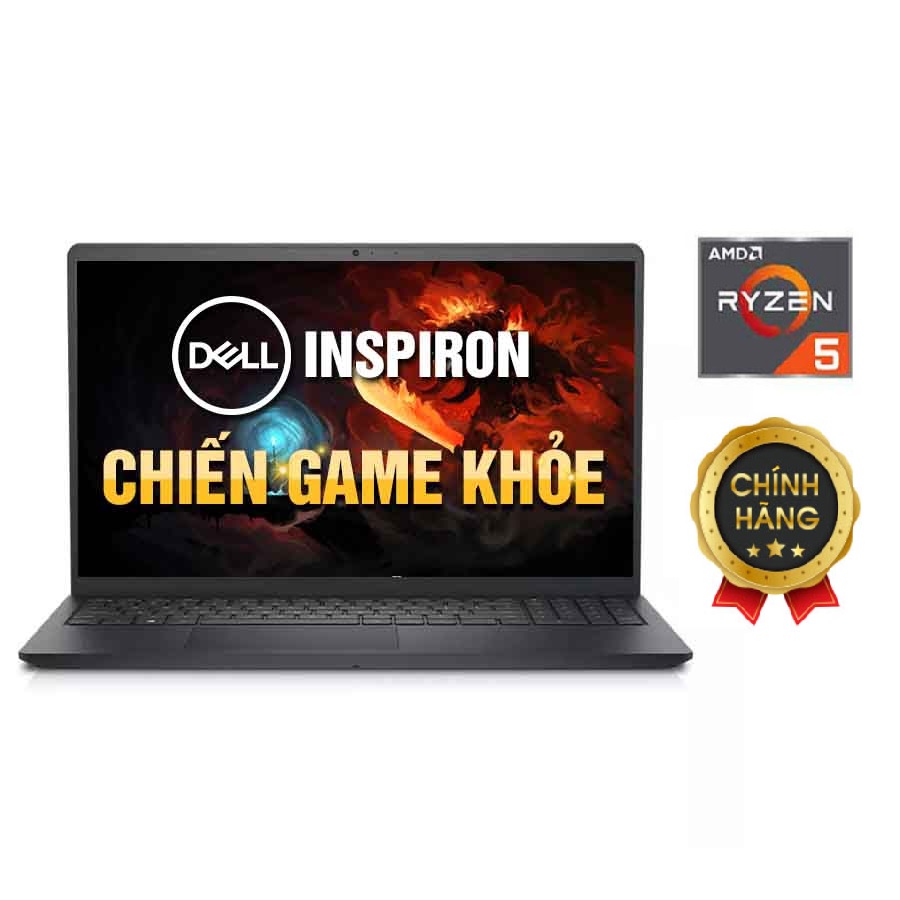 DELL INSPIRON
CHIẾN GAME KHỎE
AMD
RYZEN
5
CHÍNH
HÃNG